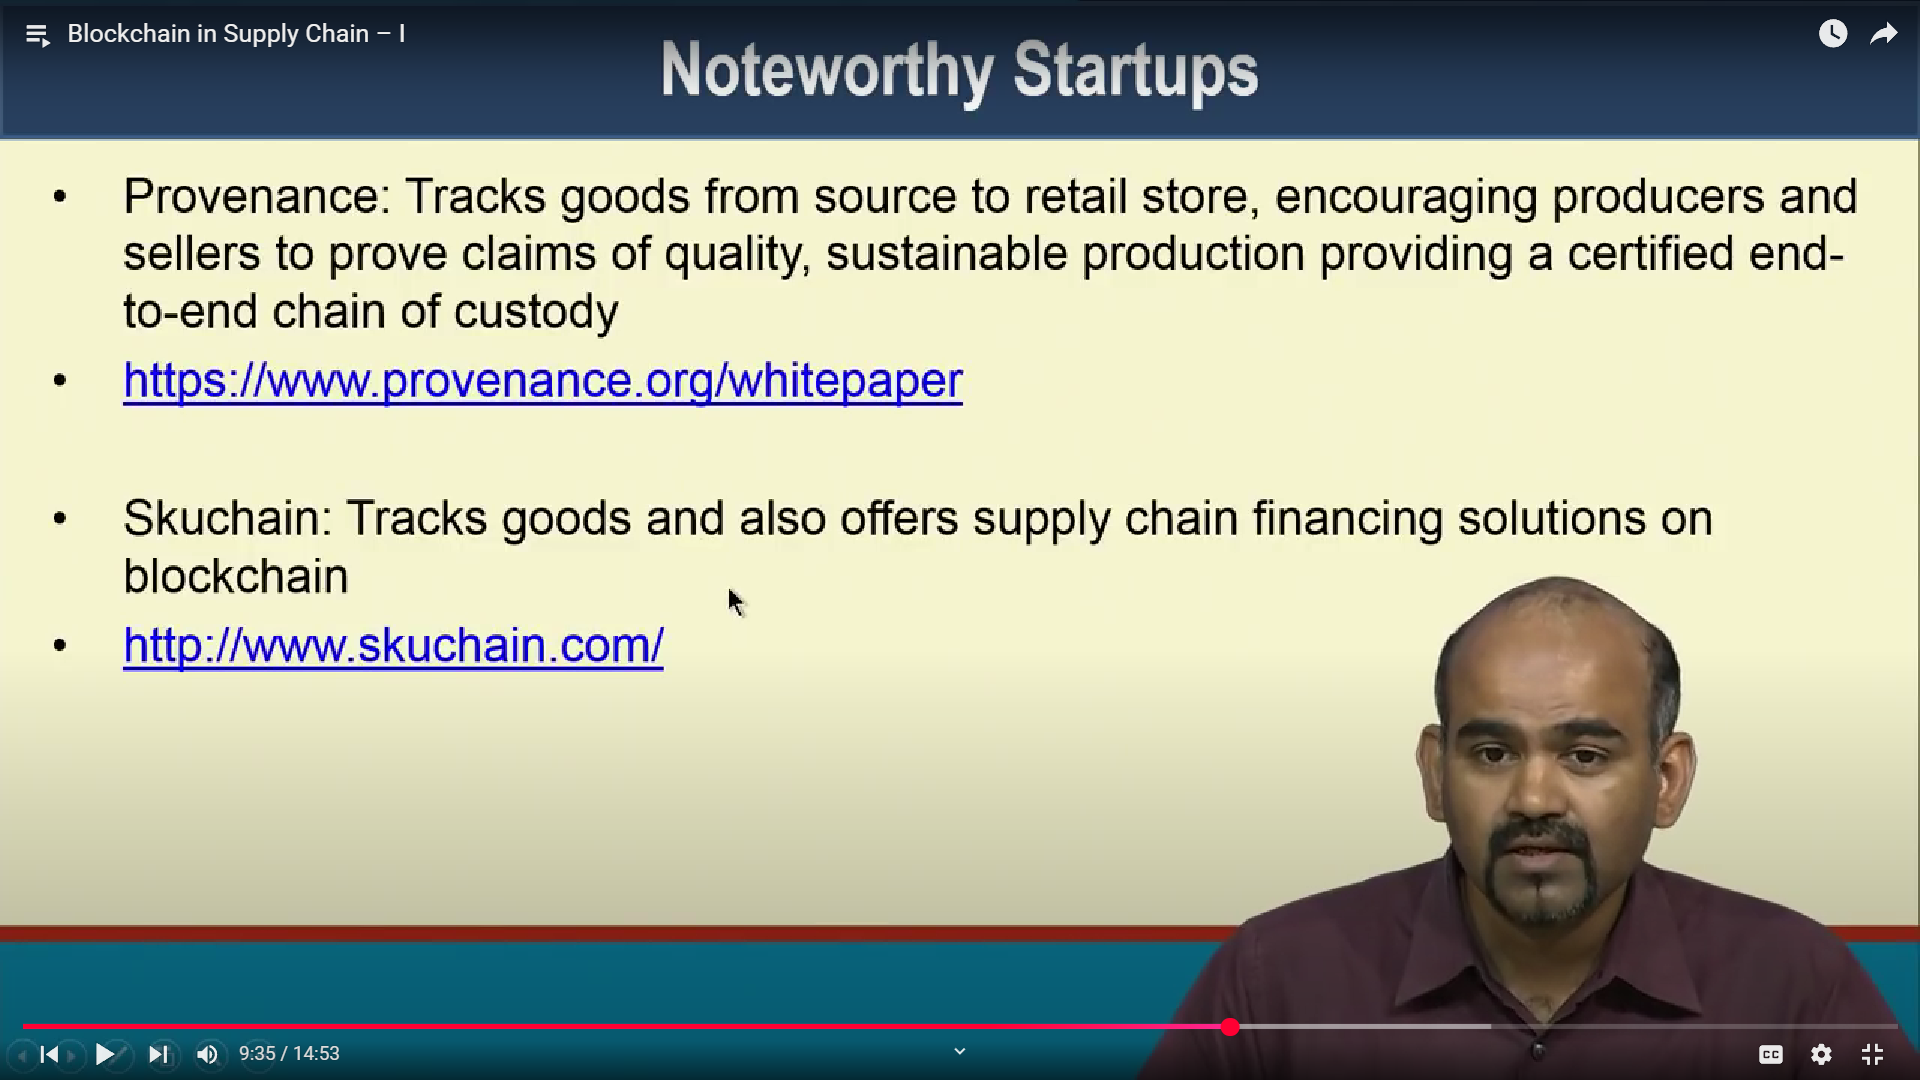 Blockchain in Supply Chain – I
Noteworthy Startups
• Provenance: Tracks goods from source to retail store, encouraging producers and
sellers to prove claims of quality, sustainable production providing a certified end-
to-end chain of custody
• https://www.provenance.org/whitepaper
• Skuchain: Tracks goods and also offers supply chain financing solutions on
blockchain
• http://www.skuchain.com/
9:35 / 14:53
CC